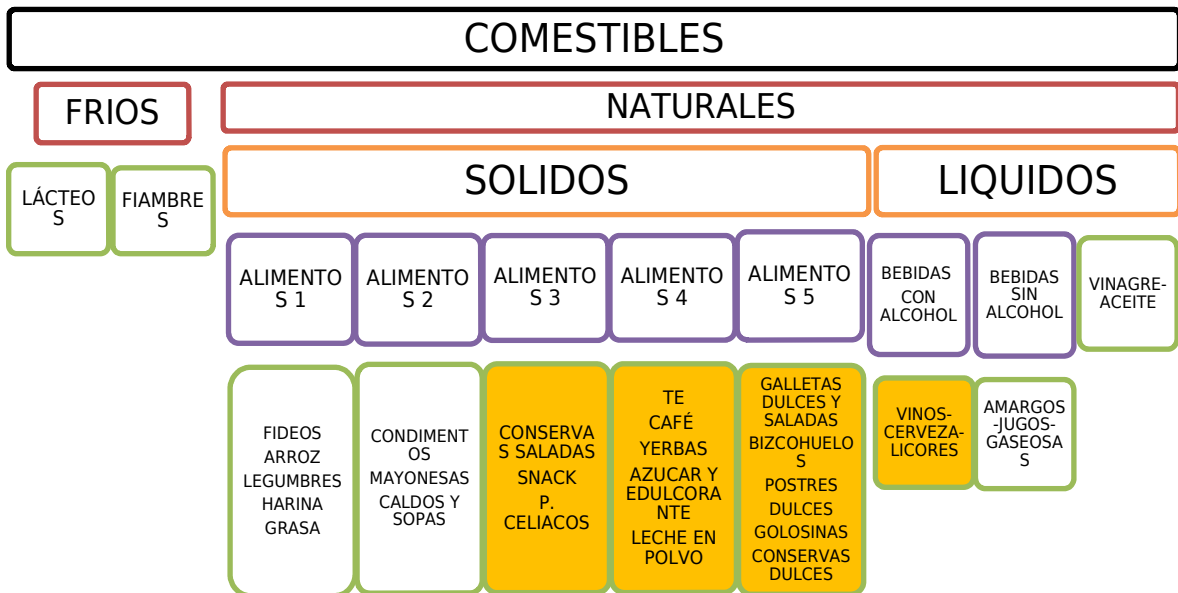 COMESTIBLES
FRIOS
NATURALES
LÁCTEO
S
FIAMBRE
S
SOLIDOS
LIQUIDOS
ALIMENTO
S 1
ALIMENTO
S 2
ALIMENTO
S 3
ALIMENTO
S 4
ALIMENTO
S 5
BEBIDAS
CON
ALCOHOL
BEBIDAS
SIN
ALCOHOL
VINAGRE-
ACEITE
FIDEOS
ARROZ
LEGUMBRES
HARINA
GRASA
CONDIMENT
OS
MAYONESAS
CALDOS Y
SOPAS
CONSERVA
S SALADAS
SNACK
P.
CELIACOS
TE
CAFÉ
YERBAS
AZUCAR Y
EDULCORA
NTE
LECHE EN
POLVO
GALLETAS
DULCES Y
SALADAS
BIZCOHUELO
S
POSTRES
DULCES
GOLOSINAS
CONSERVAS
DULCES
VINOS-
CERVEZA-
LICORES
AMARGOS
-JUGOS-
GASEOSA
S